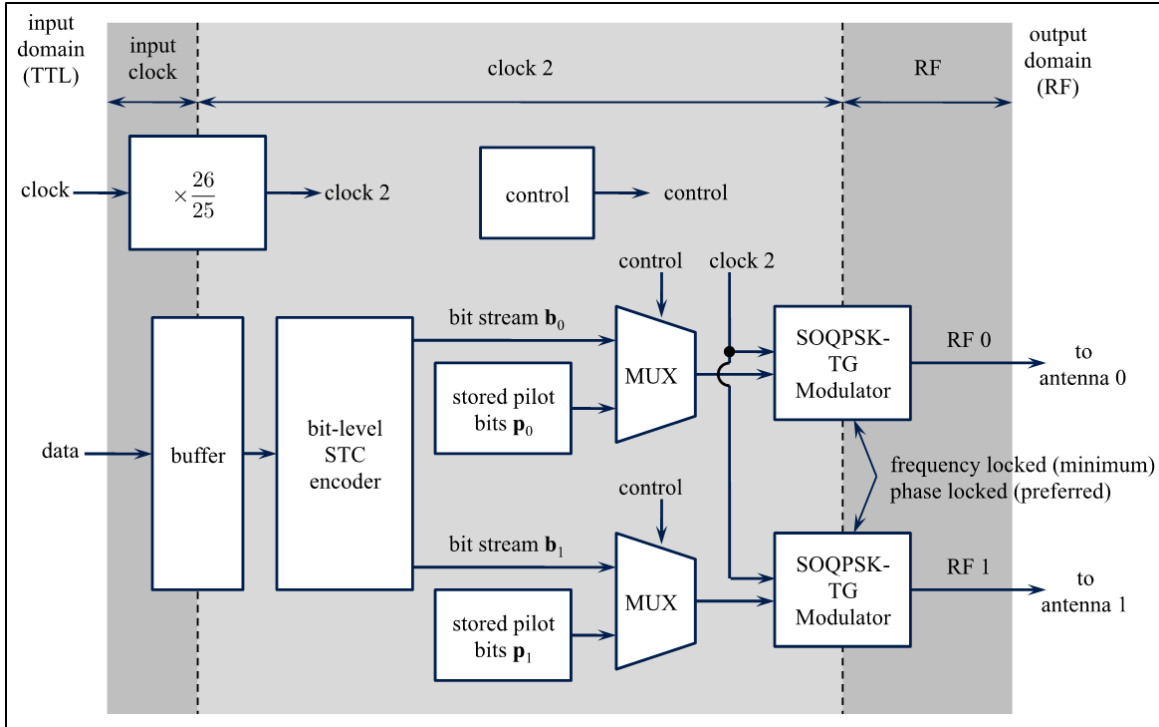 input
domain
(TTL)
input
clock
clock 2
RF
output
domain
(RF)
clock
× 26/25
clock 2
control
control
control
clock 2
bit stream b₀
MUX
stored pilot
bits p₀
SOQPSK-
TG
Modulator
RF 0
to
antenna 0
data
buffer
bit-level
STC
encoder
frequency locked (minimum)
phase locked (preferred)
control
bit stream b₁
MUX
stored pilot
bits p₁
SOQPSK-
TG
Modulator
RF 1
to
antenna 1